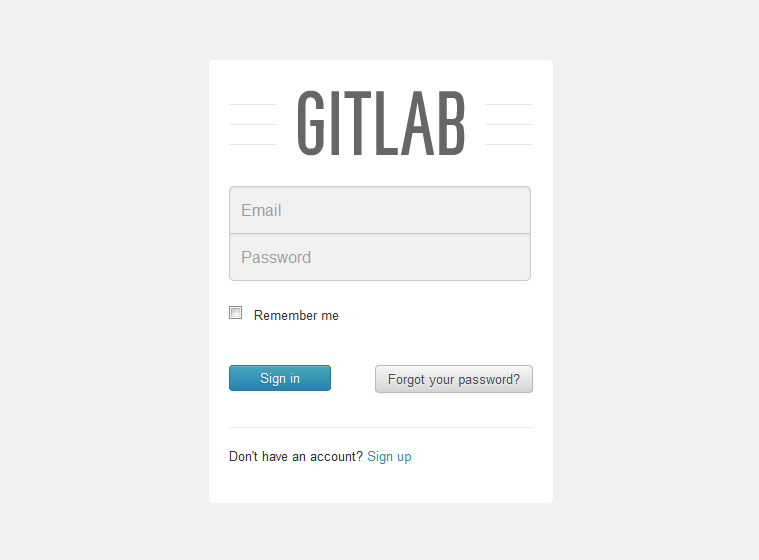 GITLAB
Email
Password
Remember me
Sign in
Forgot your password?
Don't have an account? Sign up